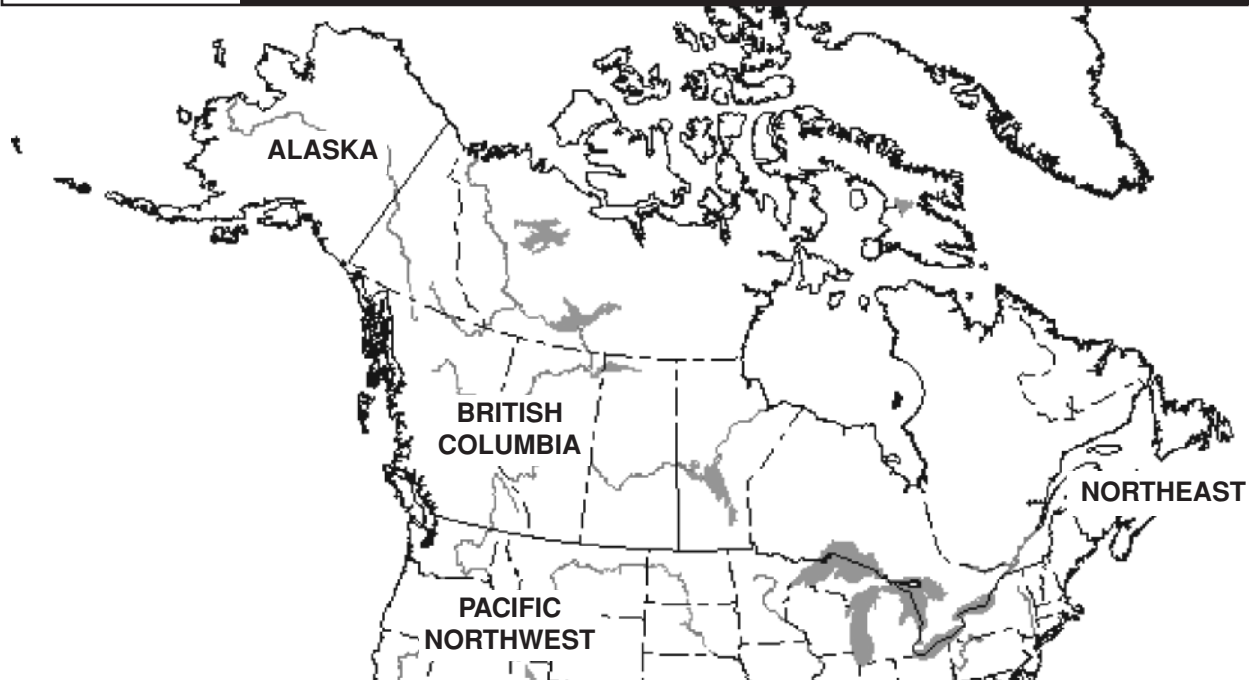 ALASKA
BRITISH
COLUMBIA
NORTHEAST
PACIFIC
NORTHWEST